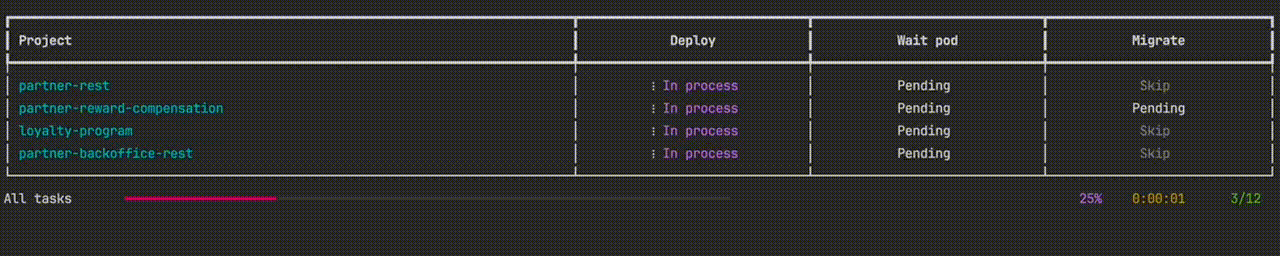 Project Deploy Wait pod Migrate
partner-rest In process Pending Skip
partner-reward-compensation In process Pending Pending
loyalty-program In process Pending Skip
partner-backoffice-rest In process Pending Skip
All tasks 25% 0:00:01 3/12